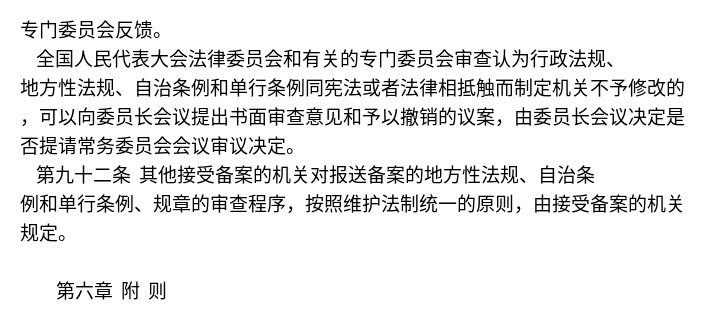 专门委员会反馈。
全国人民代表大会法律委员会和有关的专门委员会审查认为行政法规、
地方性法规、自治条例和单行条例同宪法或者法律相抵触而制定机关不予修改的
，可以向委员长会议提出书面审查意见和予以撤销的议案，由委员长会议决定是
否提请常务委员会会议审议决定。
第九十二条 其他接受备案的机关对报送备案的地方性法规、自治条
例和单行条例、规章的审查程序，按照维护法制统一的原则，由接受备案的机关
规定。
第六章 附 则